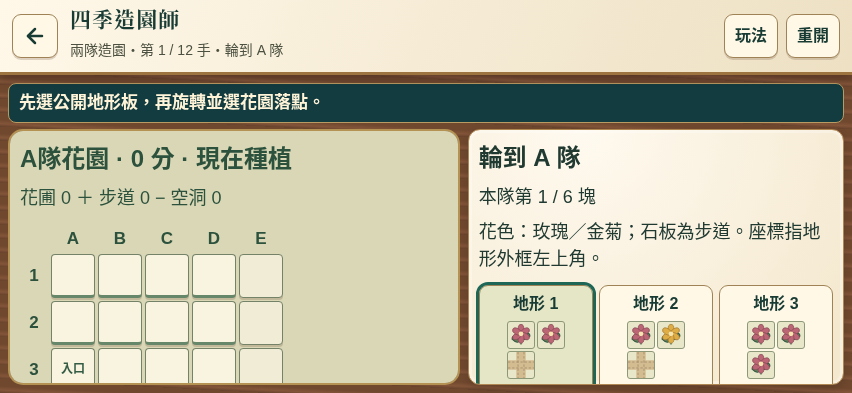 四季造園師
兩隊造園・第 1 / 12 手・輪到 A 隊
玩法
重開
先選公開地形板，再旋轉並選花園落點。
A隊花園 · 0 分 · 現在種植
花圃 0 ＋ 步道 0 − 空洞 0
A B C D E
1
2
3 入口
輪到 A 隊
本隊第 1 / 6 塊
花色：玫瑰／金菊；石板為步道。座標指地
形外框左上角。
地形 1
地形 2
地形 3